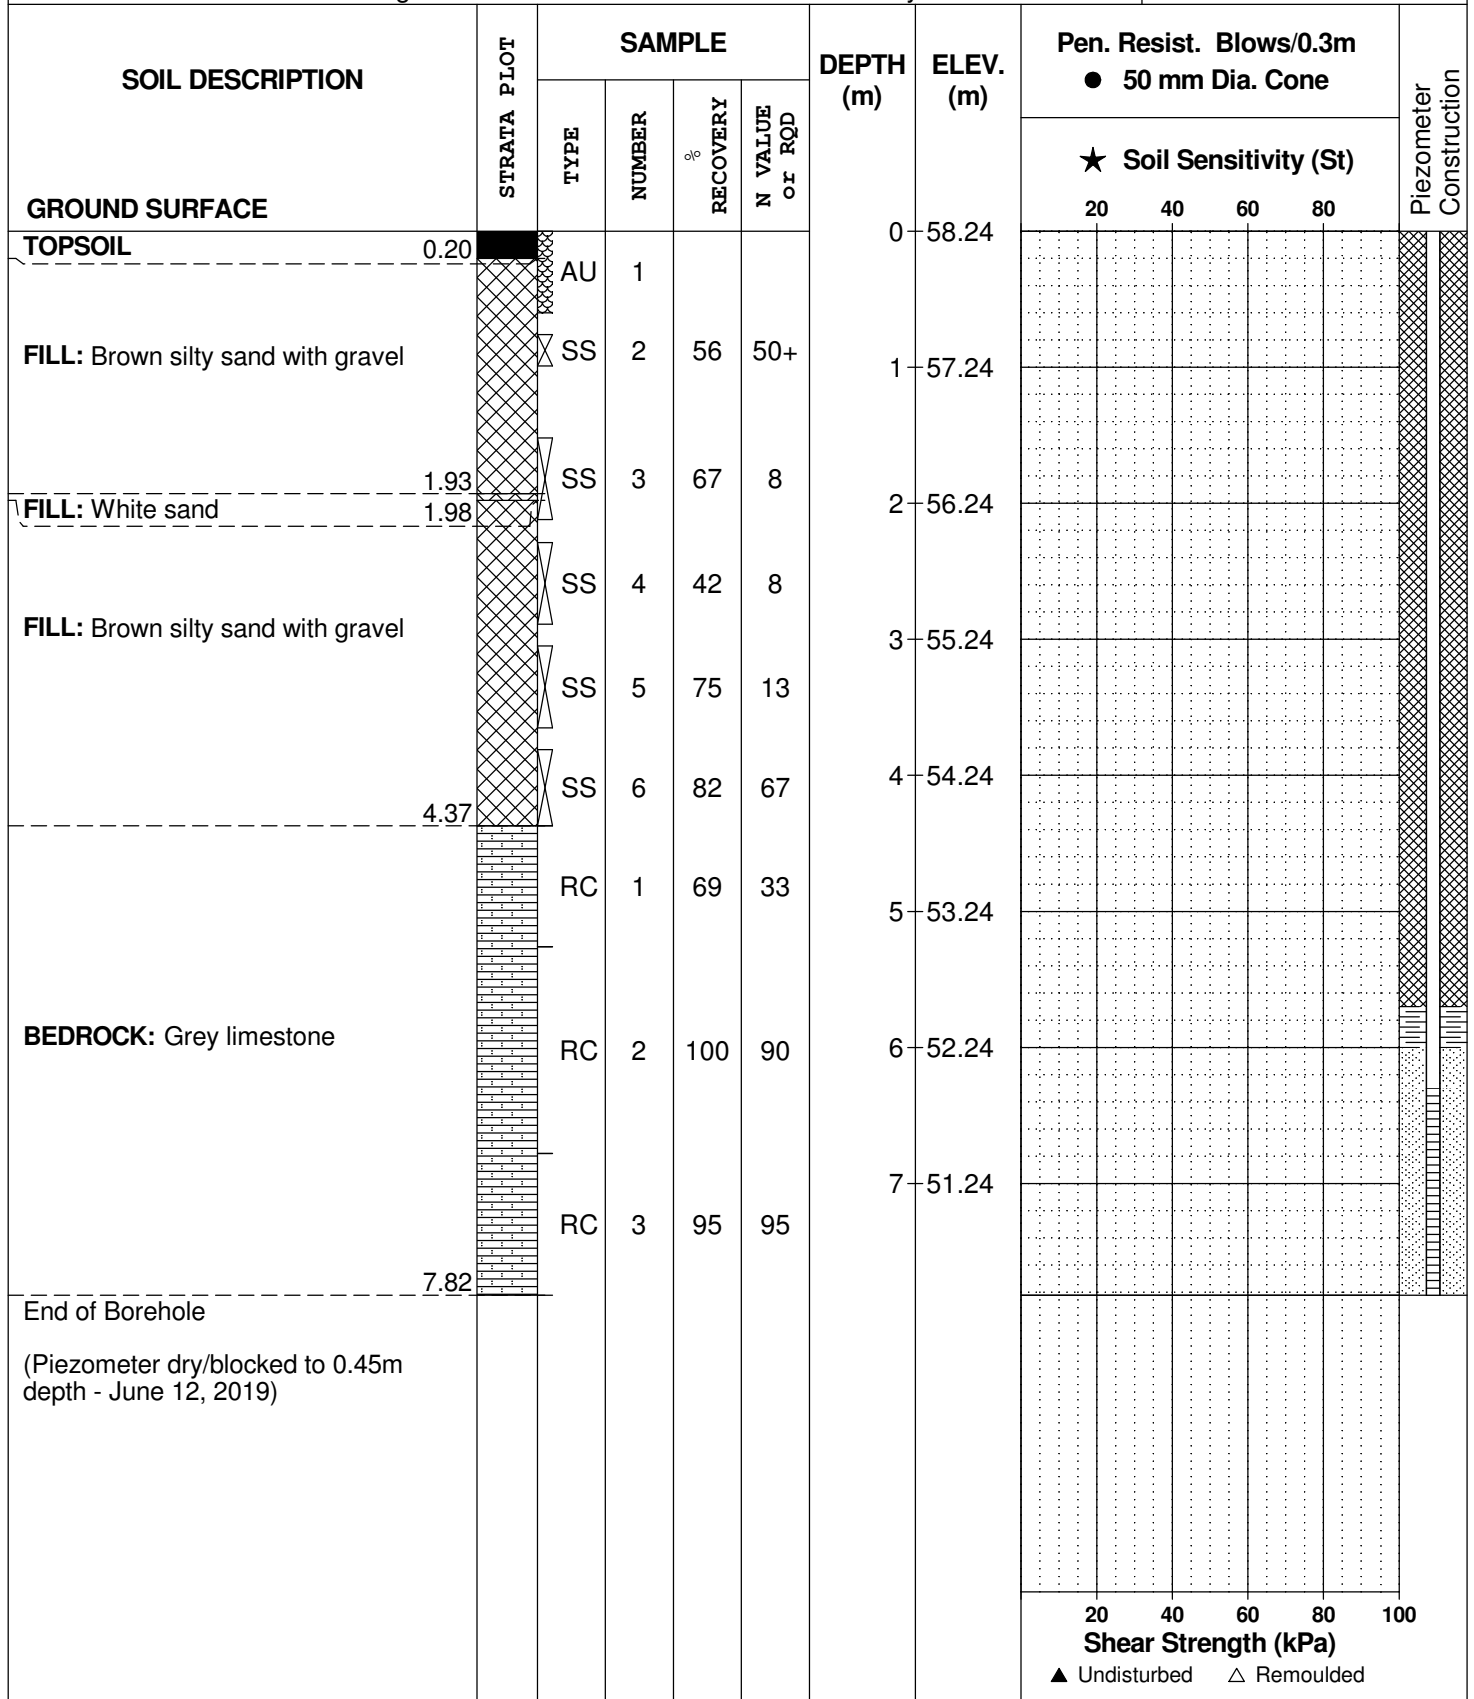 SOIL DESCRIPTION
GROUND SURFACE
STRATA PLOT
SAMPLE
TYPE
NUMBER
%
RECOVERY
N VALUE
or RQD
DEPTH
(m)
ELEV.
(m)
Pen. Resist. Blows/0.3m
● 50 mm Dia. Cone
★ Soil Sensitivity (St)
20 40 60 80
Piezometer
Construction
0 58.24
TOPSOIL 0.20
AU 1
FILL: Brown silty sand with gravel
SS 2 56 50+
1 57.24
1.93
SS 3 67 8
FILL: White sand 1.98
2 56.24
SS 4 42 8
FILL: Brown silty sand with gravel
3 55.24
SS 5 75 13
4 54.24
SS 6 82 67
4.37
RC 1 69 33
5 53.24
BEDROCK: Grey limestone
RC 2 100 90
6 52.24
7 51.24
RC 3 95 95
7.82
End of Borehole
(Piezometer dry/blocked to 0.45m
depth - June 12, 2019)
20 40 60 80 100
Shear Strength (kPa)
▲ Undisturbed △ Remoulded